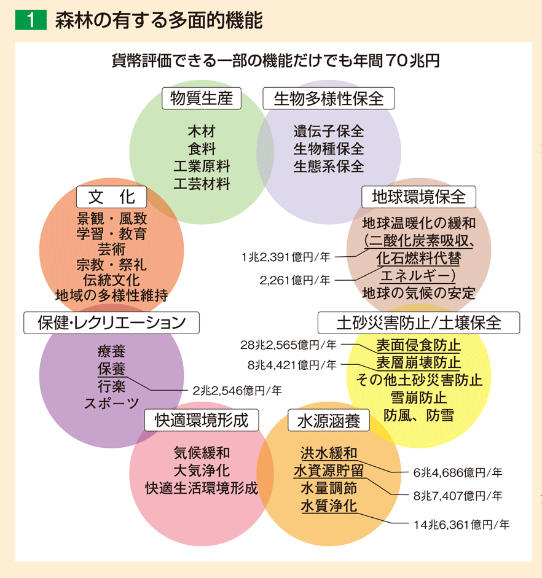 1 森林の有する多面的機能
貨幣評価できる一部の機能だけでも年間70兆円
物質生産
木材
食料
工業原料
工芸材料
生物多様性保全
遺伝子保全
生物種保全
生態系保全
文化
景観・風致
学習・教育
芸術
宗教・祭礼
伝統文化
地域の多様性維持
地球環境保全
地球温暖化の緩和
(二酸化炭素吸収、
化石燃料代替
エネルギー)
地球の気候の安定
1兆2,391億円/年
2,261億円/年
保健・レクリエーション
療養
保養
行楽
スポーツ
2兆2,546億円/年
土砂災害防止/土壌保全
表面侵食防止
表層崩壊防止
その他土砂災害防止
雪崩防止
防風、防雪
28兆2,565億円/年
8兆4,421億円/年
快適環境形成
気候緩和
大気浄化
快適生活環境形成
水源涵養
洪水緩和
水資源貯留
水量調節
水質浄化
6兆4,686億円/年
8兆7,407億円/年
14兆6,361億円/年